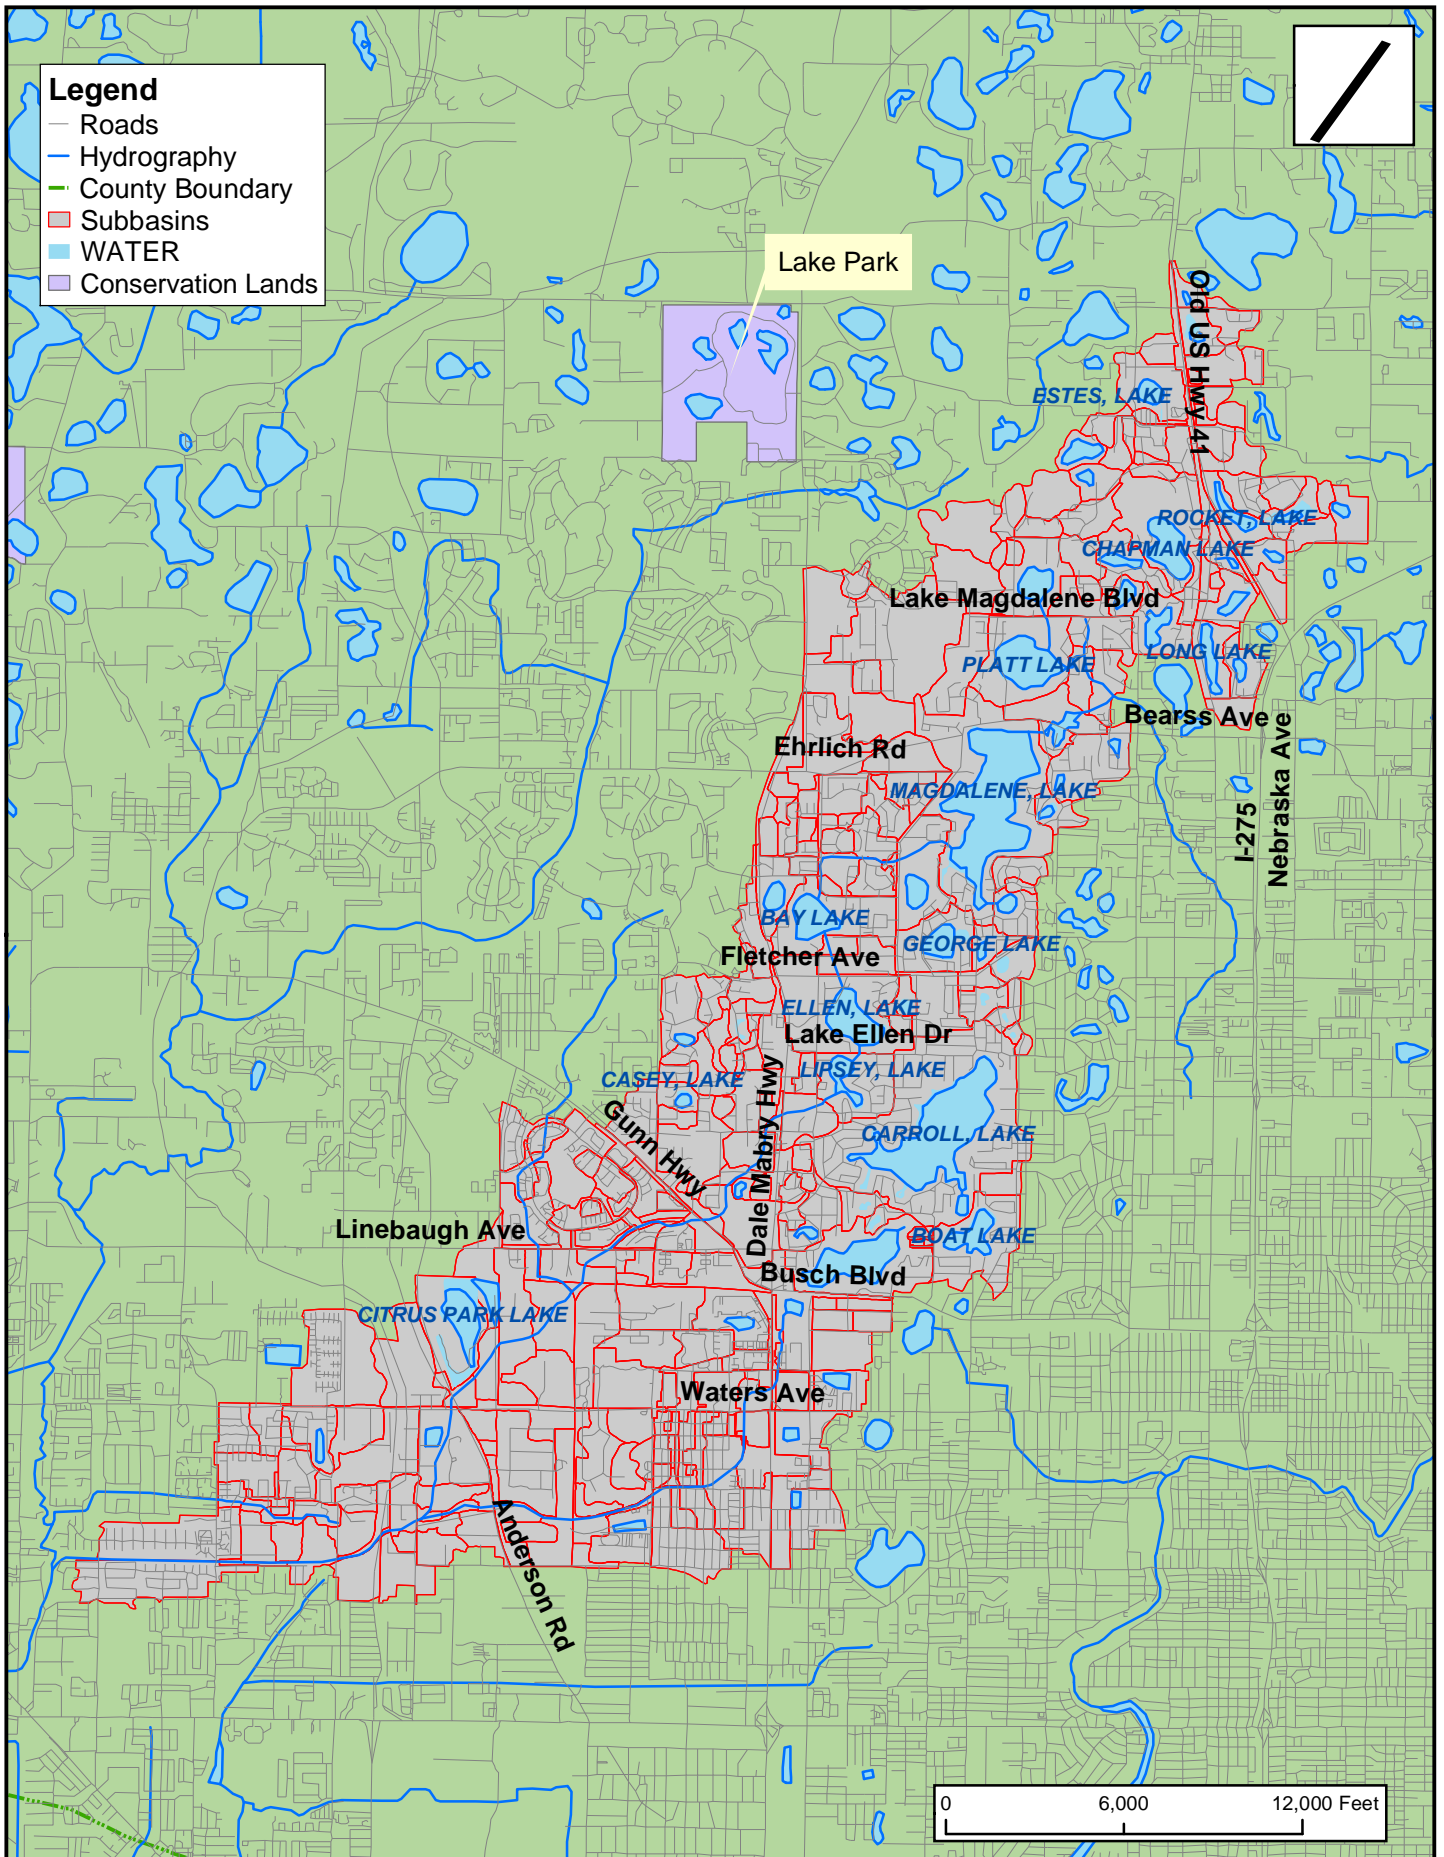 Legend
Roads
Hydrography
County Boundary
Subbasins
WATER
Conservation Lands
Lake Park
Old US Hwy 41
ESTES, LAKE
ROCKET, LAKE
CHAPMAN LAKE
Lake Magdalene Blvd
LONG LAKE
PLATT LAKE
Bearss Ave
Ehrlich Rd
MAGDALENE, LAKE
I-275
Nebraska Ave
BAY LAKE
GEORGE LAKE
Fletcher Ave
ELLEN, LAKE
Lake Ellen Dr
LIPSEY, LAKE
CASEY, LAKE
Gunn Hwy
Dale Mabry Hwy
CARROLL, LAKE
Linebaugh Ave
BOAT LAKE
Busch Blvd
CITRUS PARK LAKE
Waters Ave
Anderson Rd
0 6,000 12,000 Feet